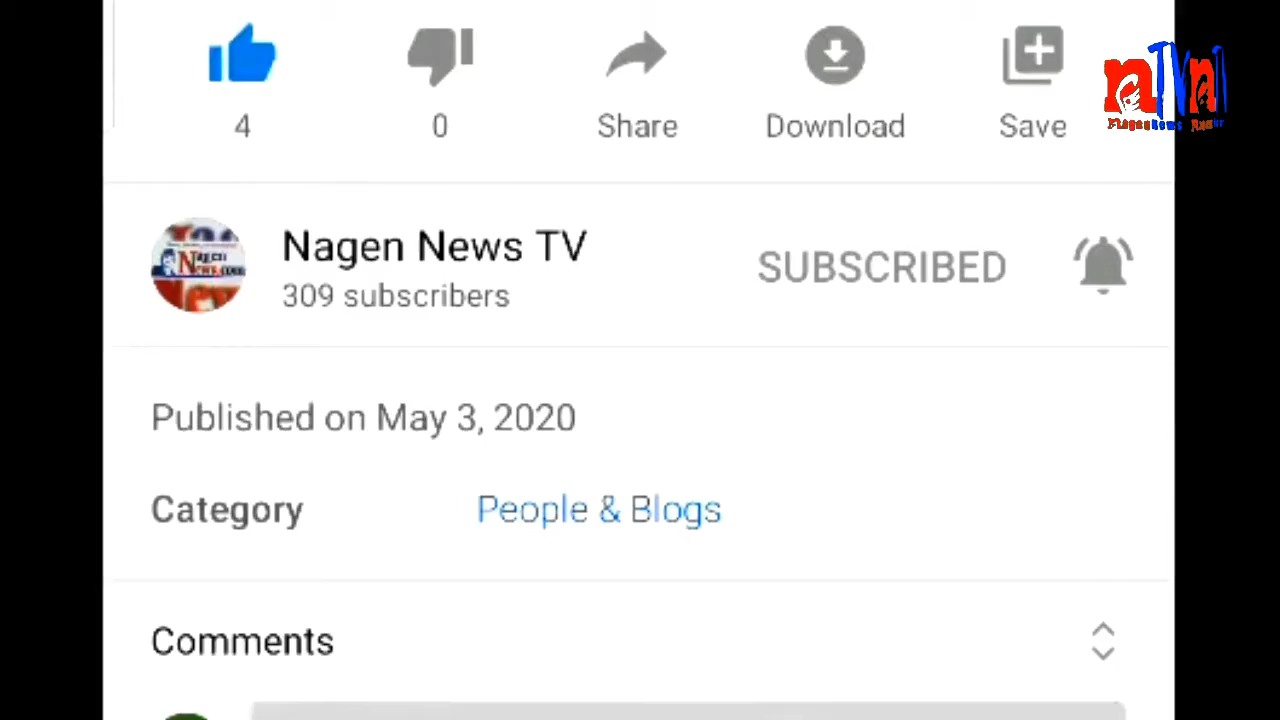 4
0
Share
Download
Save
Nagen News TV
309 subscribers
SUBSCRIBED
Published on May 3, 2020
Category
People & Blogs
Comments